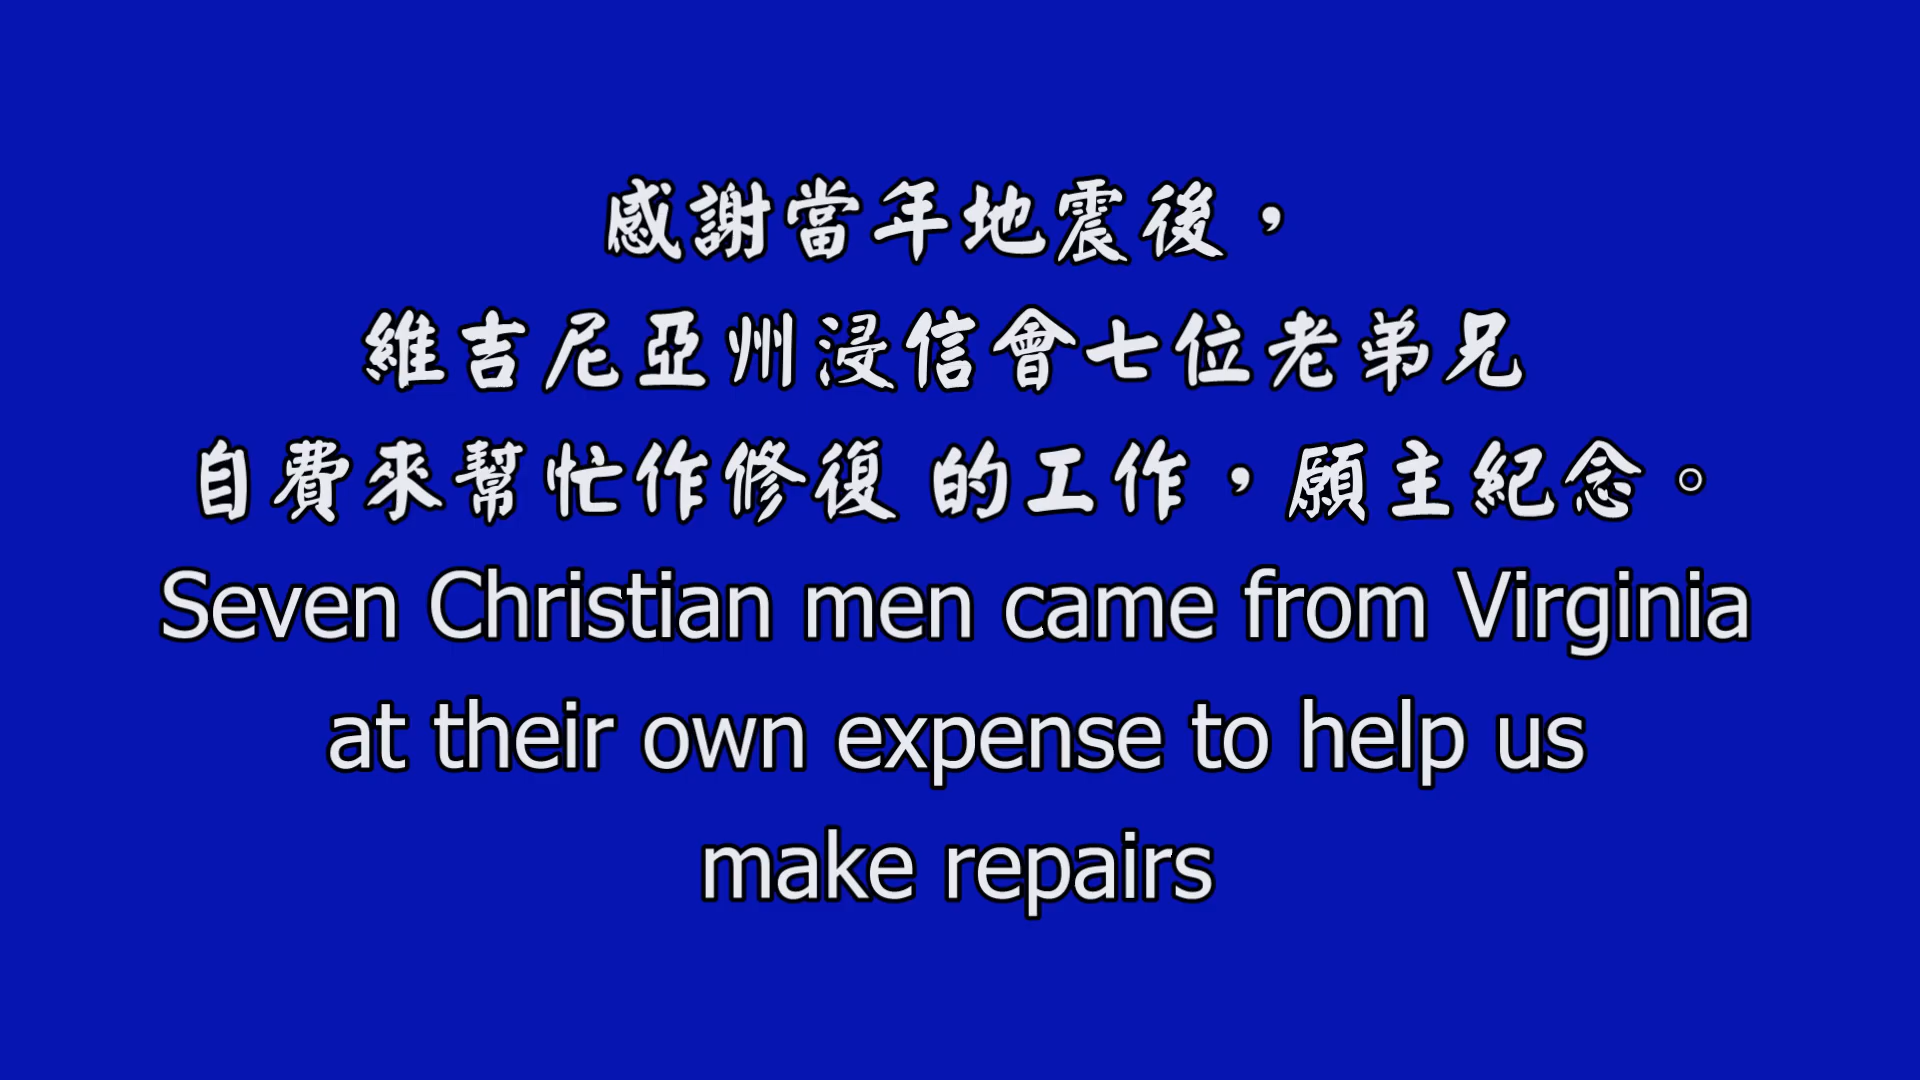 感謝當年地震後，
維吉尼亞州浸信會七位老弟兄
自費來幫忙作修復 的工作，願主紀念。
Seven Christian men came from Virginia
at their own expense to help us
make repairs